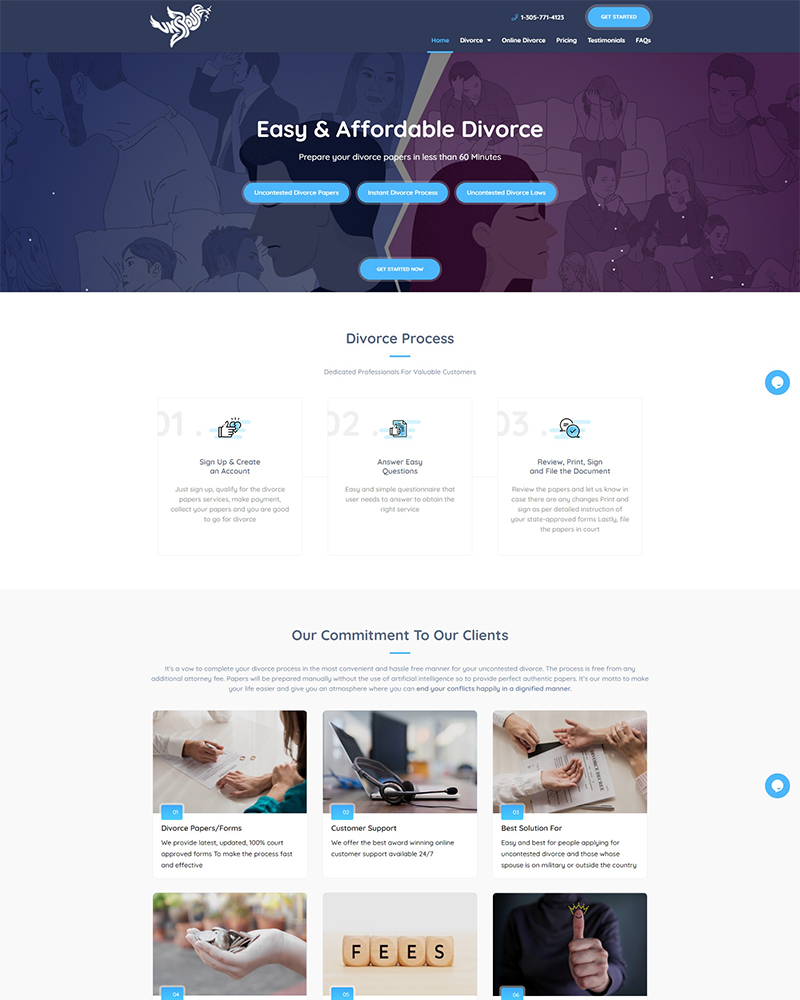 UNSPOUSE
1-305-771-4123
GET STARTED
Home Divorce Online Divorce Pricing Testimonials FAQs
Easy & Affordable Divorce
Prepare your divorce papers in less than 60 Minutes
Uncontested Divorce Papers Instant Divorce Process Uncontested Divorce Laws
GET STARTED NOW
Divorce Process
Dedicated Professionals For Valuable Customers
01 .
Sign Up & Create
an Account
Just sign up, qualify for the divorce
papers services, make payment,
collect your papers and you are good
to go for divorce
02 .
Answer Easy
Questions
Easy and simple questionnaire that
user needs to answer to obtain the
right service
03 .
Review, Print, Sign
and File the Document
Review the papers and let us know in
case there are any changes Print and
sign as per detailed instruction of
your state-approved forms Lastly, file
the papers in court
Our Commitment To Our Clients
It's a vow to complete your divorce process in the most convenient and hassle free manner for your uncontested divorce. The process is free from any
additional attorney fee. Papers will be prepared manually without the use of artificial intelligence so to provide perfect authentic papers. It's our motto to make
your life easier and give you an atmosphere where you can end your conflicts happily in a dignified manner.
01
Divorce Papers/Forms
We provide latest, updated, 100% court
approved forms To make the process fast
and effective
02
Customer Support
We offer the best award winning online
customer support available 24/7
DIVORCE DECREE
03
Best Solution For
Easy and best for people applying for
uncontested divorce and those whose
spouse is on military or outside the country
04
FEES
05
06